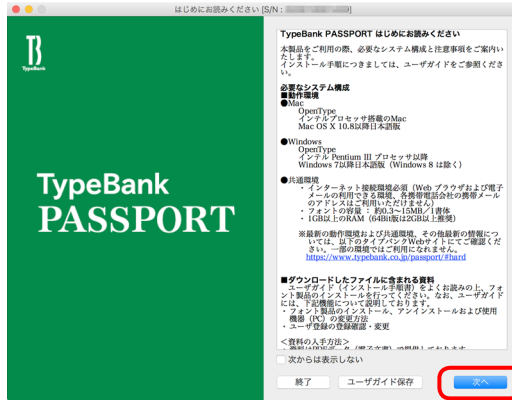 はじめにお読みください [S/N :
TB
TypeBank
TypeBank
PASSPORT
TypeBank PASSPORT はじめにお読みください
本製品をご利用の際、必要なシステム構成と注意事項をご案内い
たします。
インストール手順につきましては、ユーザガイドをご参照くださ
い。
必要なシステム構成
■動作環境
●Mac
OpenType
インテルプロセッサ搭載のMac
Mac OS X 10.8以降日本語版
●Windows
OpenType
インテル Pentium III プロセッサ以降
Windows 7以降日本語版（Windows 8 は除く）
●共通環境
・インターネット接続環境必須（Web ブラウザおよび電子
メールの利用できる環境、各携帯電話会社の携帯メール
のアドレスはご利用いただけません）
・フォントの容量： 約0.3～15MB／1書体
・1GB以上のRAM（64Bit版は2GB以上推奨）
※最新の動作環境および共通環境、その他最新の情報につ
いては、以下のタイプバンクWebサイトにてご確認くだ
さい。一部の環境ではご利用になれません。
https://www.typebank.co.jp/passport/#hard
■ダウンロードしたファイルに含まれる資料
ユーザガイド（インストール手順書）をよくお読みの上、フォ
ント製品のインストールを行ってください。なお、ユーザガイド
には、下記機能について説明しております。
・フォント製品のインストール、アンインストールおよび使用
機器（PC）の変更方法
・ユーザ登録の登録確認・変更
＜資料の入手方法＞
次からは表示しない
終了
ユーザガイド保存
次へ